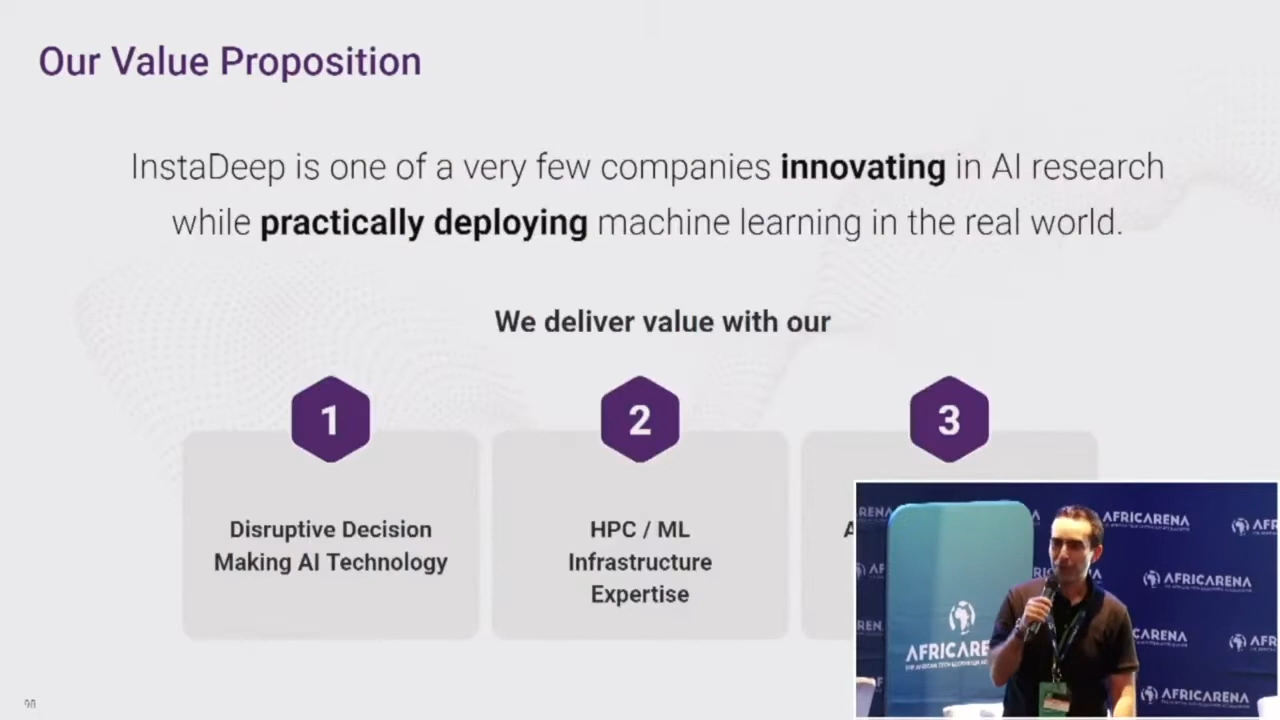 Our Value Proposition
InstaDeep is one of a very few companies innovating in AI research
while practically deploying machine learning in the real world.
We deliver value with our
1
2
3
Disruptive Decision
Making AI Technology
HPC / ML
Infrastructure
Expertise
A
AFRICARENA
AFRICARENA
CARENA
AFRICARENA
AFRICARE